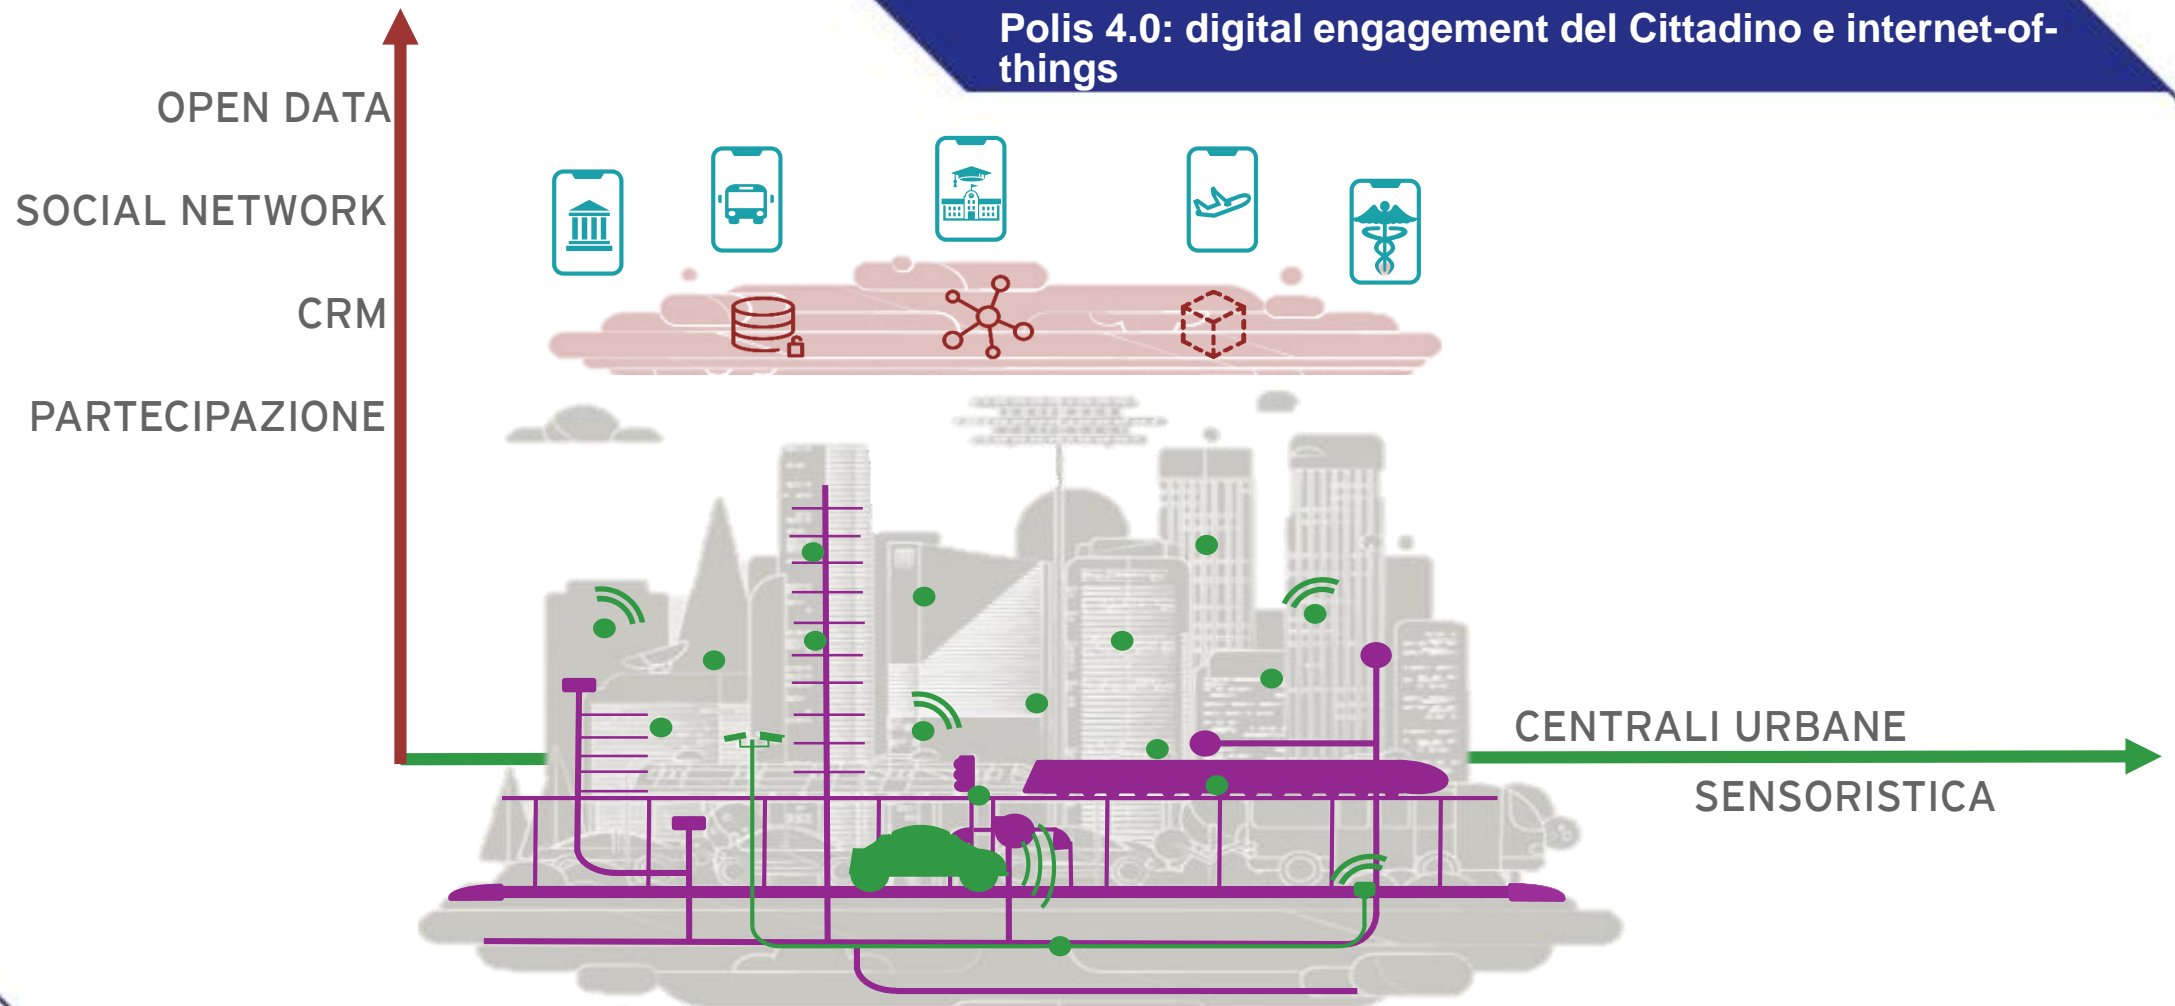 Polis 4.0: digital engagement del Cittadino e internet-of-
things
OPEN DATA
SOCIAL NETWORK
CRM
PARTECIPAZIONE
CENTRALI URBANE
SENSORISTICA